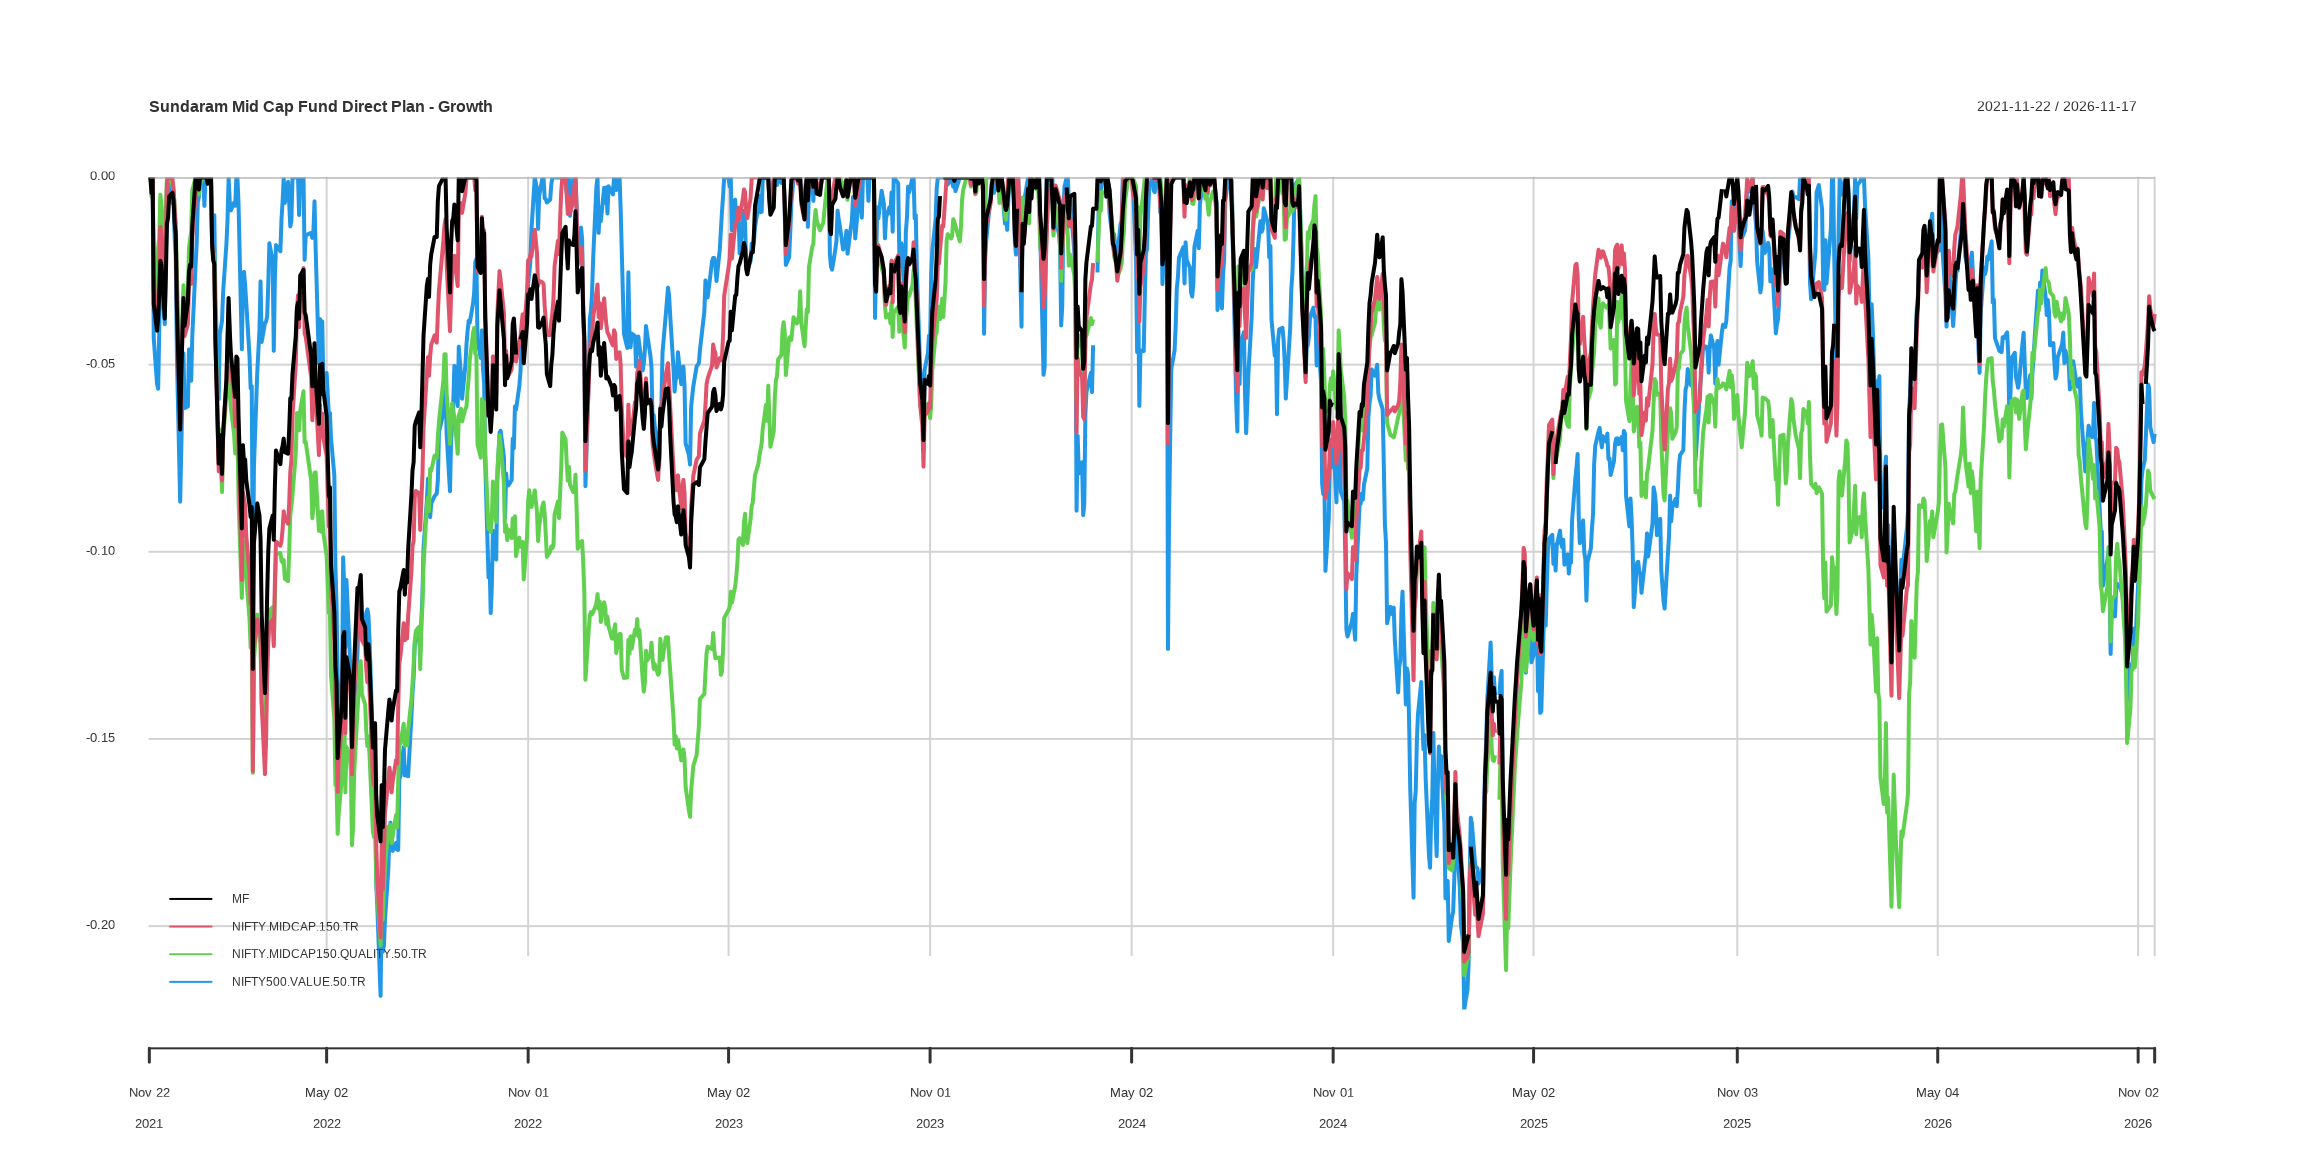 Sundaram Mid Cap Fund Direct Plan - Growth
2021-11-22 / 2026-11-17
0.00
-0.05
-0.10
-0.15
-0.20
MF
NIFTY.MIDCAP.150.TR
NIFTY.MIDCAP150.QUALITY.50.TR
NIFTY500.VALUE.50.TR
Nov 22 May 02 Nov 01 May 02 Nov 01 May 02 Nov 01 May 02 Nov 03 May 04 Nov 02
2021 2022 2022 2023 2023 2024 2024 2025 2025 2026 2026